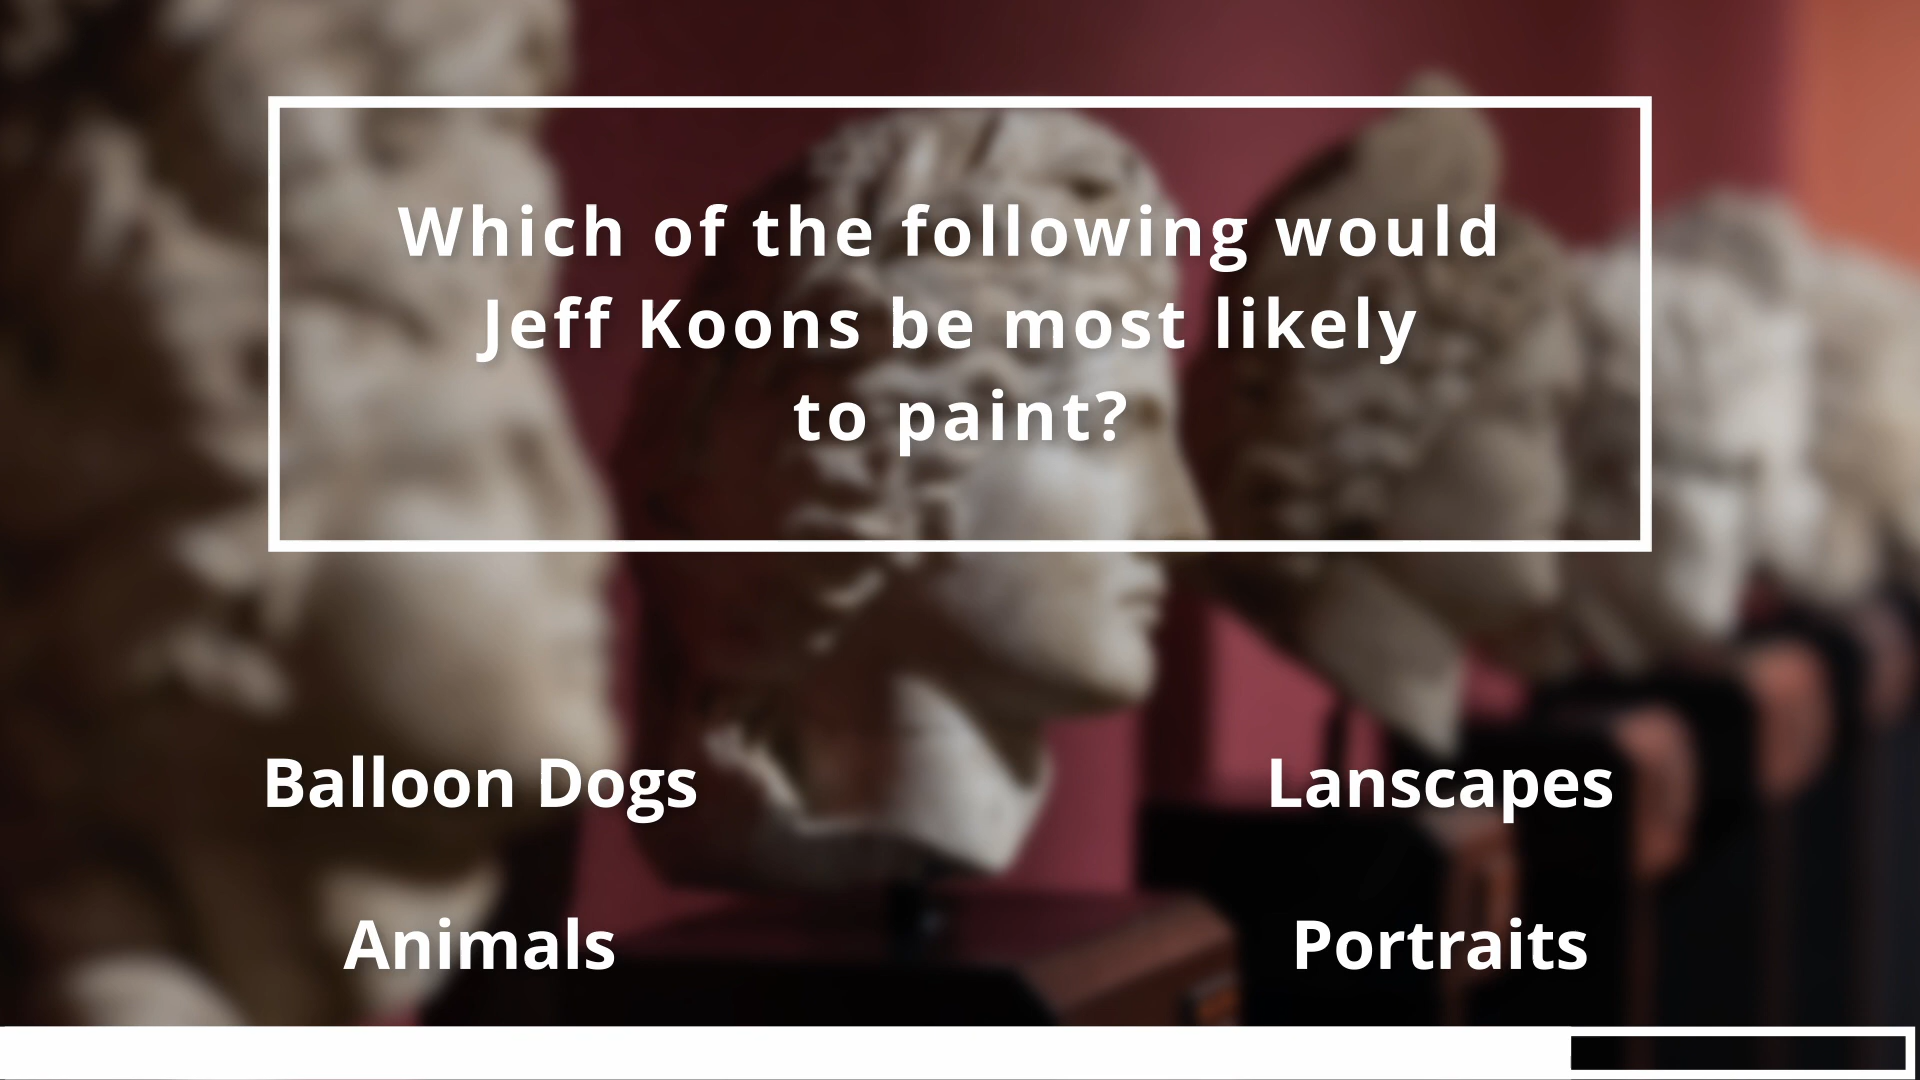 Which of the following would
Jeff Koons be most likely
to paint?
Balloon Dogs
Lanscapes
Animals
Portraits